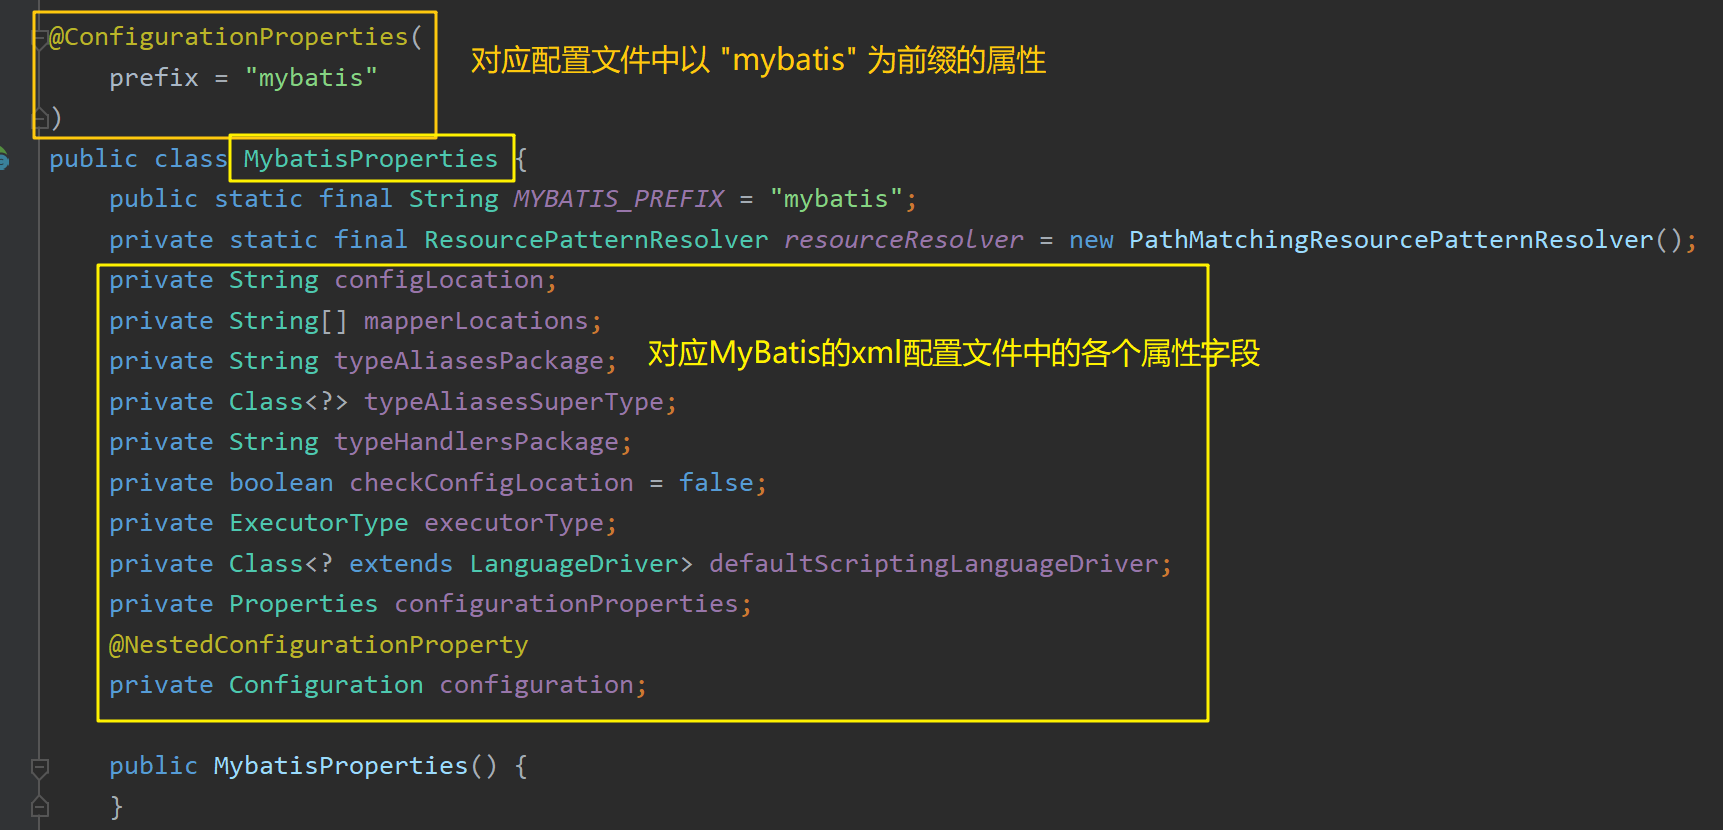 @ConfigurationProperties(
对应配置文件中以 "mybatis" 为前缀的属性
prefix = "mybatis"
)
public class MybatisProperties {
public static final String MYBATIS_PREFIX = "mybatis";
private static final ResourcePatternResolver resourceResolver = new PathMatchingResourcePatternResolver();
private String configLocation;
private String[] mapperLocations;
对应MyBatis的xml配置文件中的各个属性字段
private String typeAliasesPackage;
private Class<?> typeAliasesSuperType;
private String typeHandlersPackage;
private boolean checkConfigLocation = false;
private ExecutorType executorType;
private Class<? extends LanguageDriver> defaultScriptingLanguageDriver;
private Properties configurationProperties;
@NestedConfigurationProperty
private Configuration configuration;
public MybatisProperties() {
}